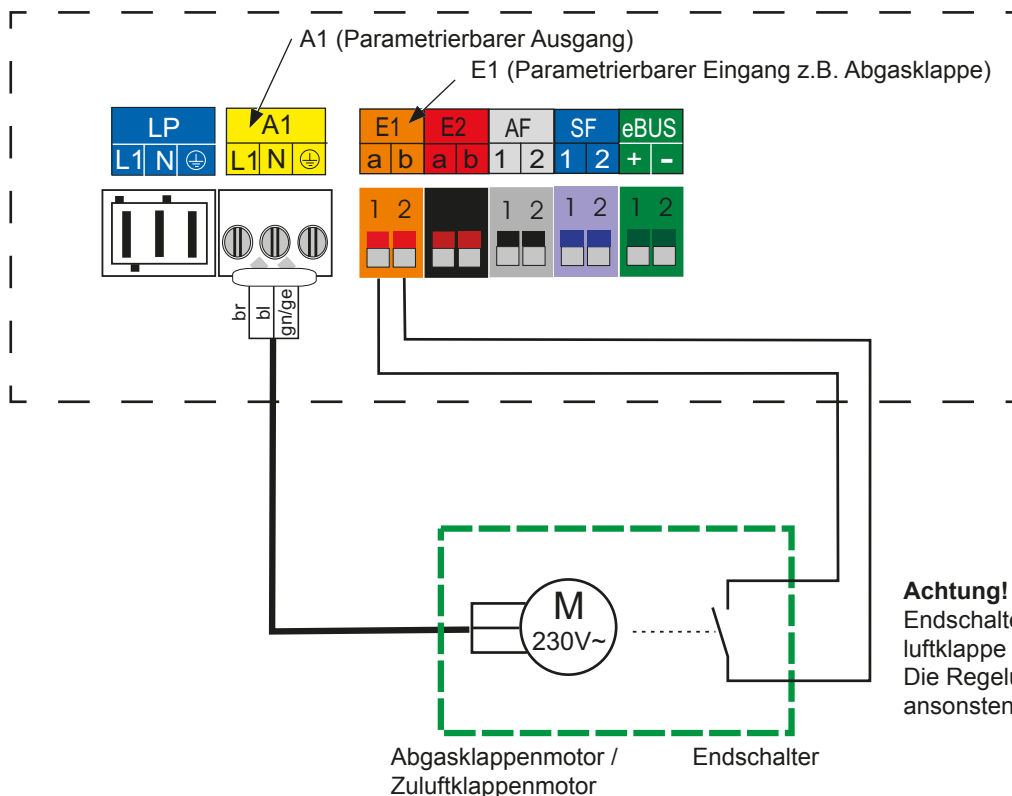 A1 (Parametrierbarer Ausgang)
E1 (Parametrierbarer Eingang z.B. Abgasklappe)
LP A1 E1 E2 AF SF eBUS
L1 N L1 N a b a b 1 2 1 2 + -
1 2 1 2 1 2 1 2
br
bl
gn/ge
M
230V~
Achtung!
luftklappe
ansonsten
Abgasklappenmotor / Endschalter
Zuluftklappenmotor
Die